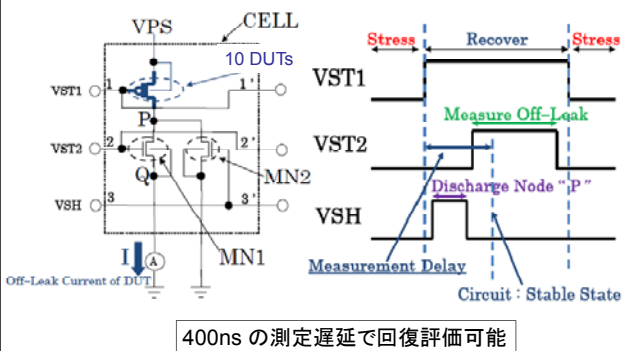 CELL
VPS
10 DUTs
VST1
1
1'
P
VST2
2
2'
Q
MN2
VSH
3
3'
I
A
MN1
Off-Leak Current of DUT
Stress
Recover
Stress
VST1
Measure Off-Leak
VST2
Discharge Node "P"
VSH
Measurement Delay
Circuit : Stable State
400ns の測定遅延で回復評価可能